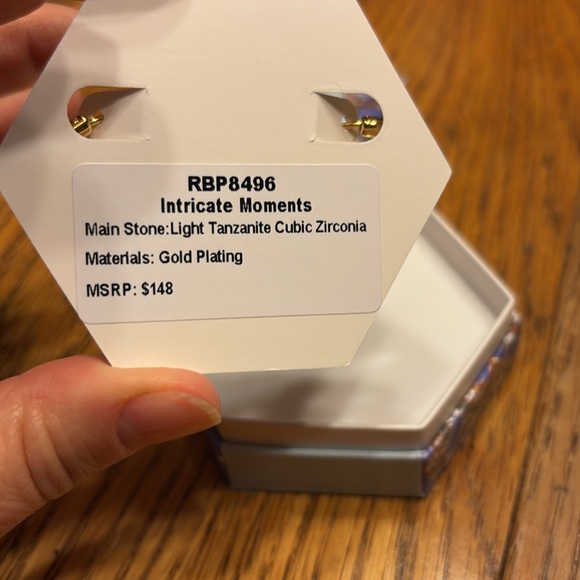 RBP8496
Intricate Moments
Main Stone:Light Tanzanite Cubic Zirconia
Materials: Gold Plating
MSRP: $148